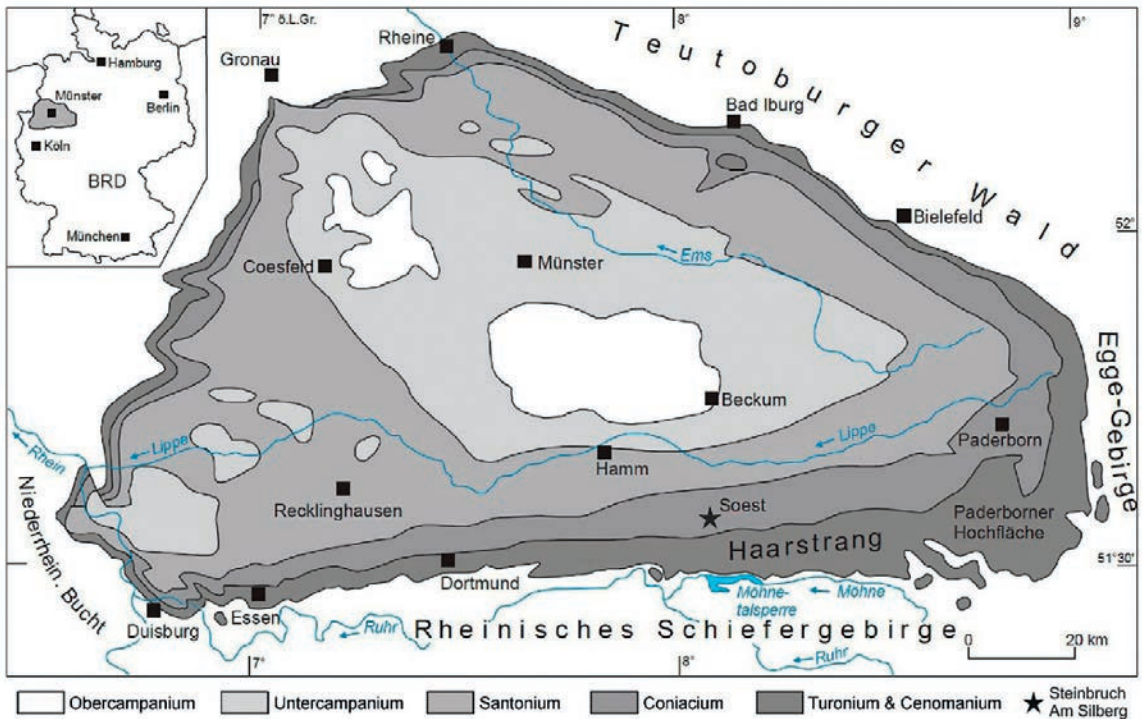 Hamburg
Münster
Berlin
Köln
BRD
München
7° ö.L.Gr.
8°
9°
Rheine
Gronau
Teutoburger Wald
Bad Iburg
Bielefeld
52°
Coesfeld
Münster
Ems
Egge-Gebirge
Beckum
Rhein
Lippe
Lippe
Hamm
Paderborn
Recklinghausen
Soest
Paderborner
Hochfläche
Niederrhein. Bucht
Haarstrang
51°30'
Dortmund
Möhne-
talsperre
Möhne
Essen
Duisburg
Ruhr
Rheinisches Schiefergebirge
0
20 km
Ruhr
7°
8°
Obercampanium
Untercampanium
Santonium
Coniacium
Turonium & Cenomanium
Steinbruch
Am Silberg